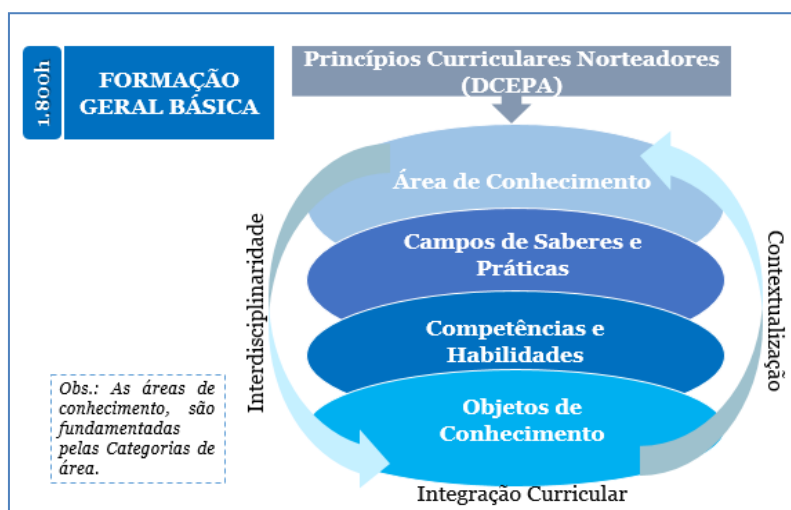 1.800h
FORMAÇÃO
GERAL BÁSICA
Princípios Curriculares Norteadores
(DCEPA)
Área de Conhecimento
Campos de Saberes e
Práticas
Competências e
Habilidades
Objetos de
Conhecimento
Interdisciplinaridade
Contextualização
Integração Curricular
Obs.: As áreas de
conhecimento, são
fundamentadas
pelas Categorias de
área.